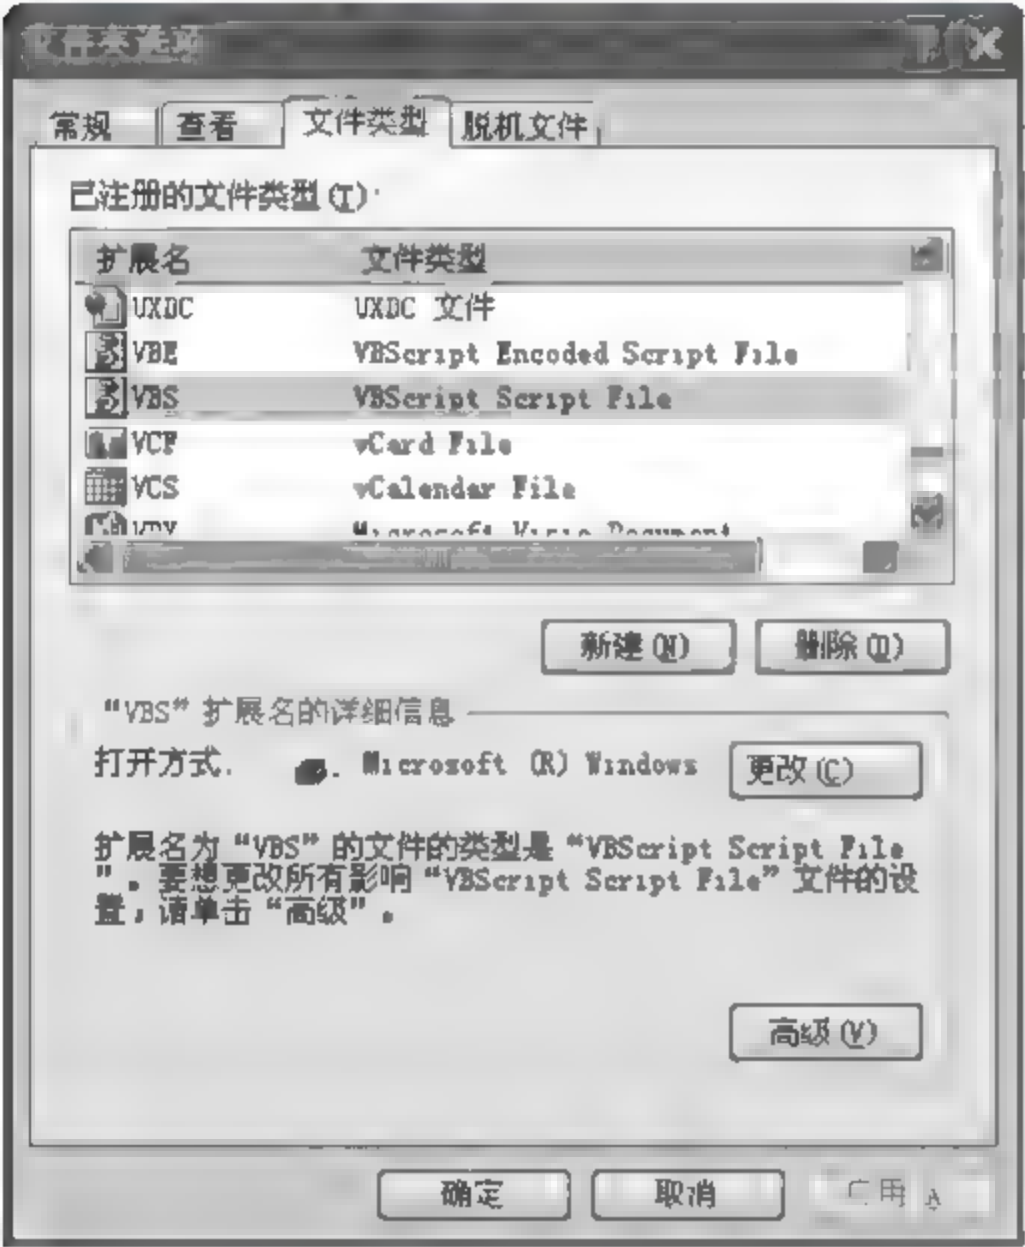 常规 查看 文件类型 脱机文件
已注册的文件类型(T):
扩展名 文件类型
UXDC UXDC 文件
VBE VBScript Encoded Script File
VBS VBScript Script File
VCF vCard File
VCS vCalendar File
Microsoft Visio Document
新建(N) 删除(D)
“VBS”扩展名的详细信息
打开方式: Microsoft (R) Windows 更改(C)
扩展名为“VBS”的文件的类型是“VBScript Script File
”。要想更改所有影响“VBScript Script File”文件的设
置，请单击“高级”。
高级(V)
确定 取消